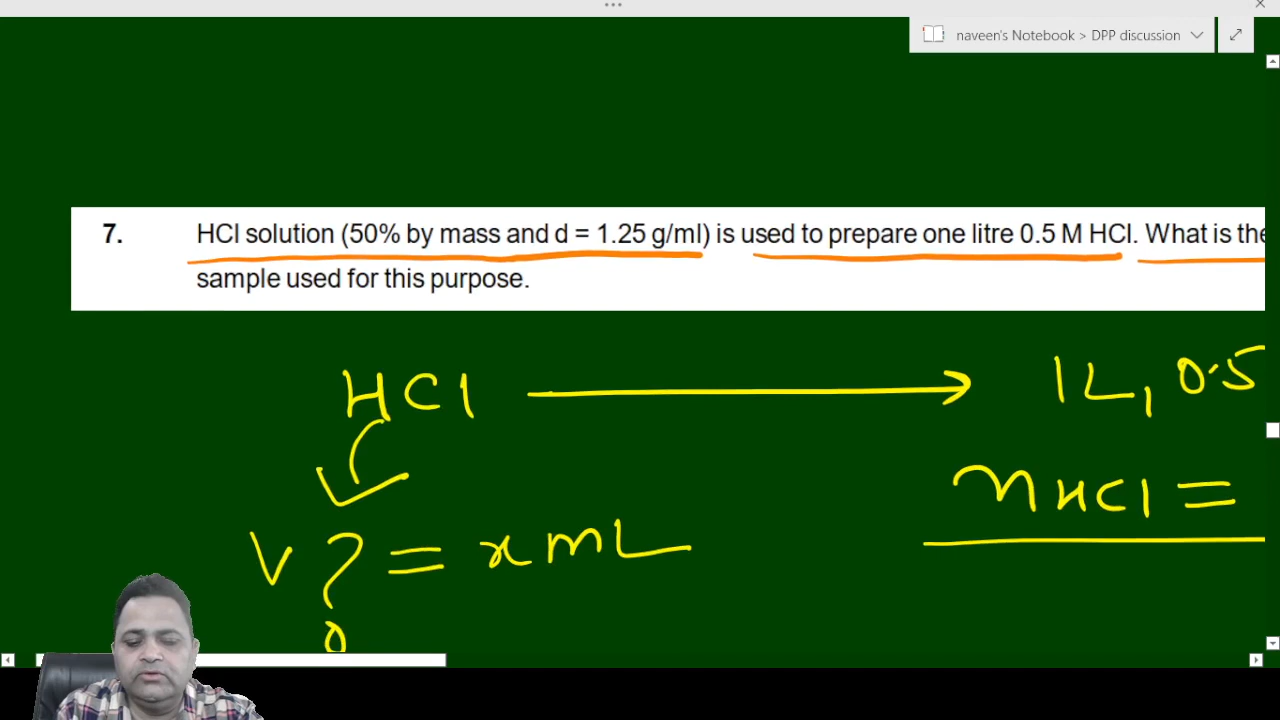 naveen's Notebook > DPP discussion
7. HCl solution (50% by mass and d = 1.25 g/ml) is used to prepare one litre 0.5 M HCl. What is the
sample used for this purpose.
HCl → 1L, 0.5
n HCl =
V ? = x mL